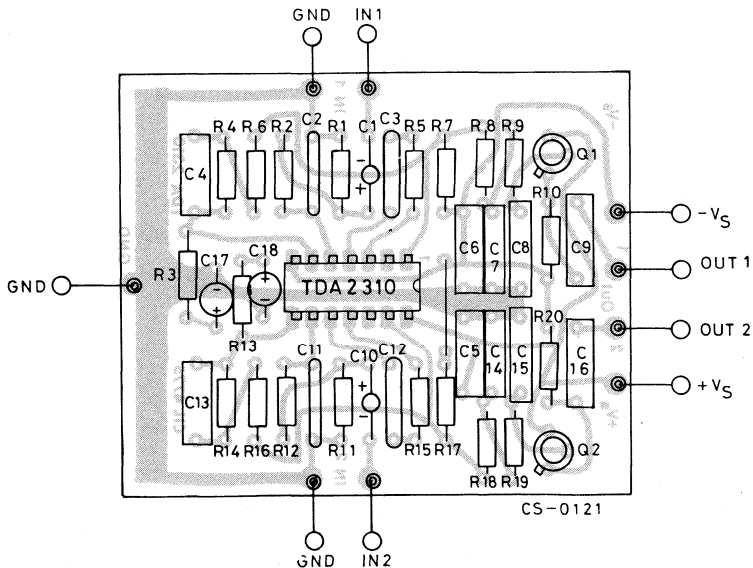 GND IN1
R4 R6 R2 C2 R1 C1 C3 R5 R7 R8 R9
C4 Q1
- +
R10
-VS
C6 C7 C8 C9
R3 C17 C18
GND TDA2310 OUT 1
- + + -
R13 OUT 2
R20
C11 C10 C12 C5 C14 C15 C16
C13 + -
+VS
R14 R16 R12 R11 R15 R17 R18 R19 Q2
CS-0121
GND IN2